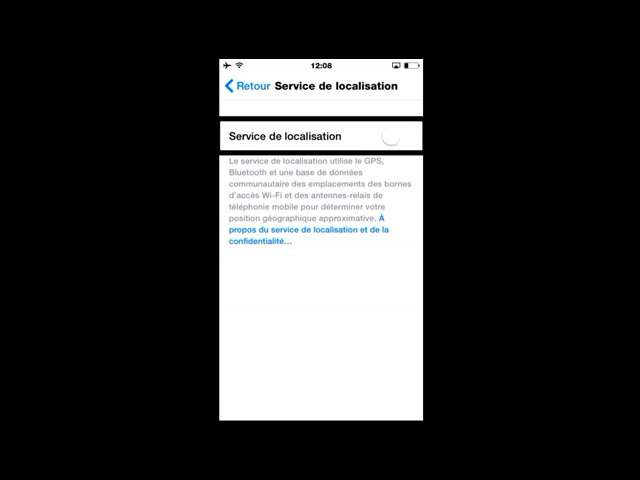 12:08
Retour Service de localisation
Service de localisation
Le service de localisation utilise le GPS,
Bluetooth et une base de données
communautaire des emplacements des bornes
d'accès Wi-Fi et des antennes-relais de
téléphonie mobile pour déterminer votre
position géographique approximative. À
propos du service de localisation et de la
confidentialité...